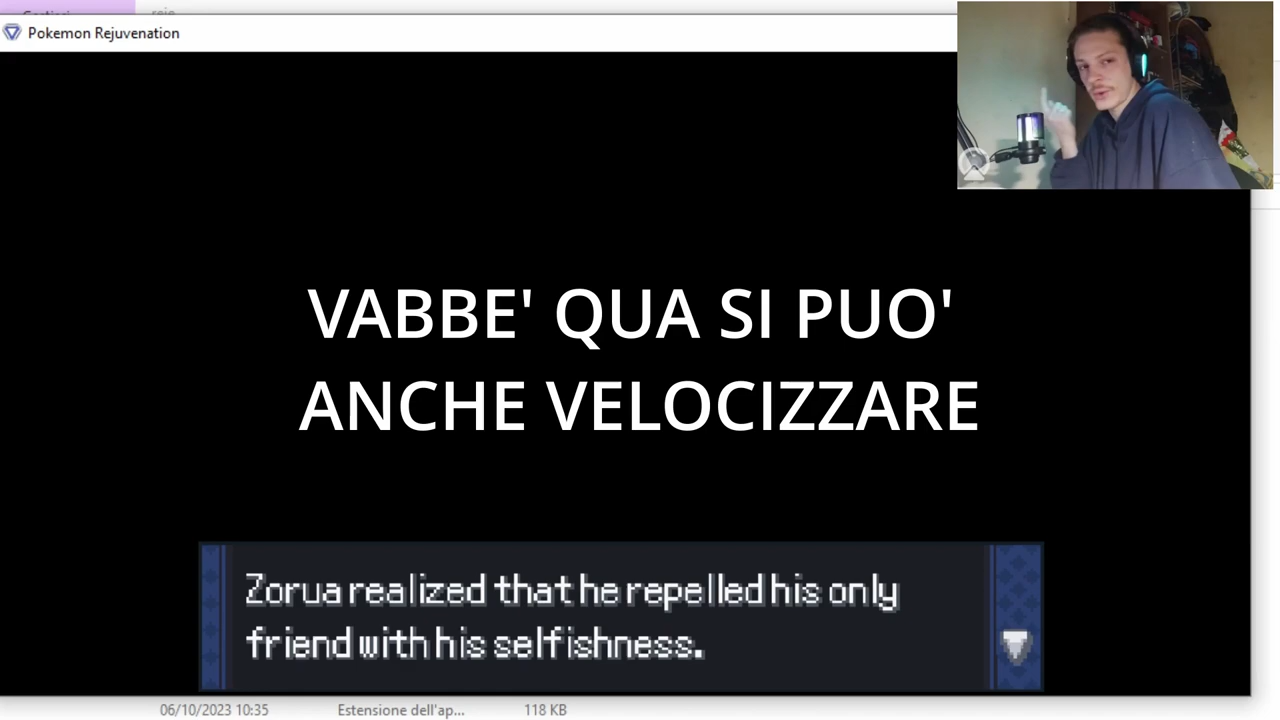 Pokemon Rejuvenation
VABBE' QUA SI PUO'
ANCHE VELOCIZZARE
Zorua realized that he repelled his only
friend with his selfishness.
06/10/2023 10:35 Estensione dell'ap... 118 KB